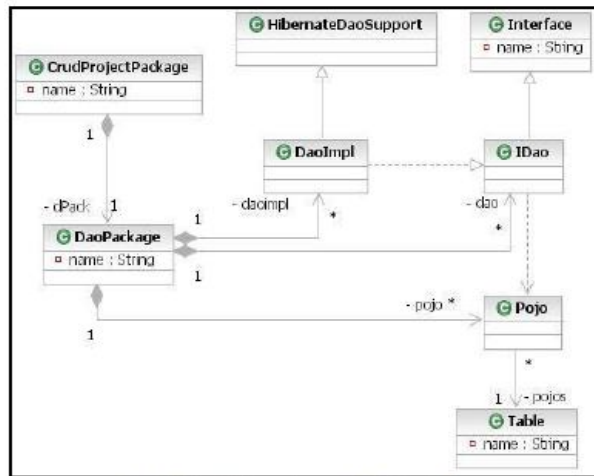 HibernateDaoSupport
Interface
name : String
CrudProjectPackage
name : String
1
DaoImpl
IDao
- dPack
1
- daoimpl
*
- dao
*
1
DaoPackage
name : String
1
1
- pojo *
Pojo
*
1
- pojos
Table
name : String